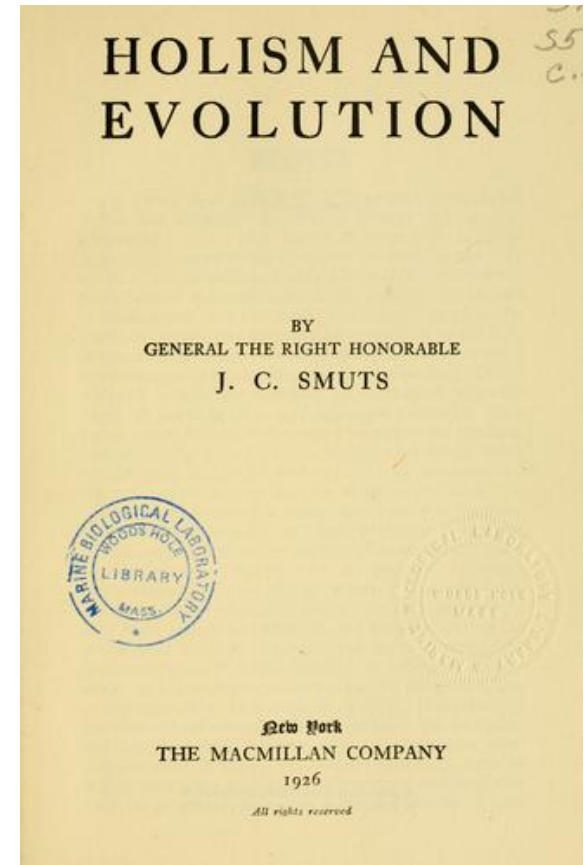 S5
C.
HOLISM AND
EVOLUTION
BY
GENERAL THE RIGHT HONORABLE
J. C. SMUTS
MARINE BIOLOGICAL LABORATORY
WOODS HOLE
LIBRARY
MASS.
New York
THE MACMILLAN COMPANY
1926
All rights reserved